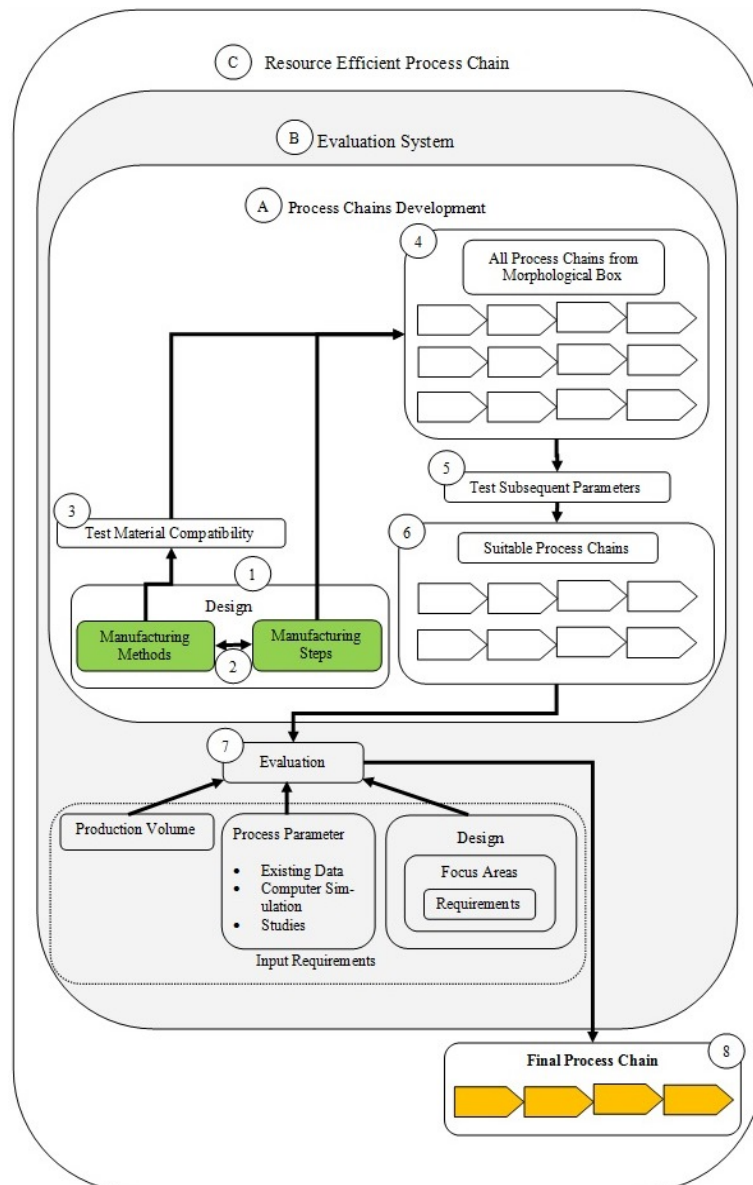 C Resource Efficient Process Chain
B Evaluation System
A Process Chains Development
4
All Process Chains from
Morphological Box
5
Test Subsequent Parameters
3
Test Material Compatibility
6
Suitable Process Chains
1
Design
Manufacturing
Methods
2
Manufacturing
Steps
7
Evaluation
Production Volume
Process Parameter
• Existing Data
• Computer Sim-
ulation
• Studies
Design
Focus Areas
Requirements
Input Requirements
8
Final Process Chain